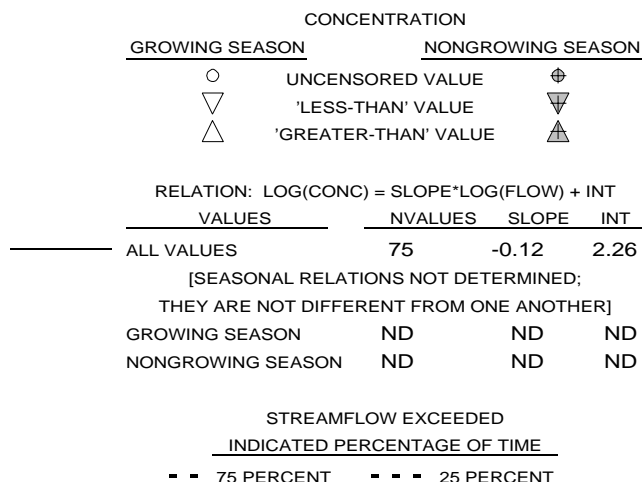 CONCENTRATION
GROWING SEASON NONGROWING SEASON
UNCENSORED VALUE
'LESS-THAN' VALUE
'GREATER-THAN' VALUE
RELATION: LOG(CONC) = SLOPE*LOG(FLOW) + INT
VALUES NVALUES SLOPE INT
ALL VALUES 75 -0.12 2.26
[SEASONAL RELATIONS NOT DETERMINED;
THEY ARE NOT DIFFERENT FROM ONE ANOTHER]
GROWING SEASON ND ND ND
NONGROWING SEASON ND ND ND
STREAMFLOW EXCEEDED
INDICATED PERCENTAGE OF TIME
75 PERCENT 25 PERCENT